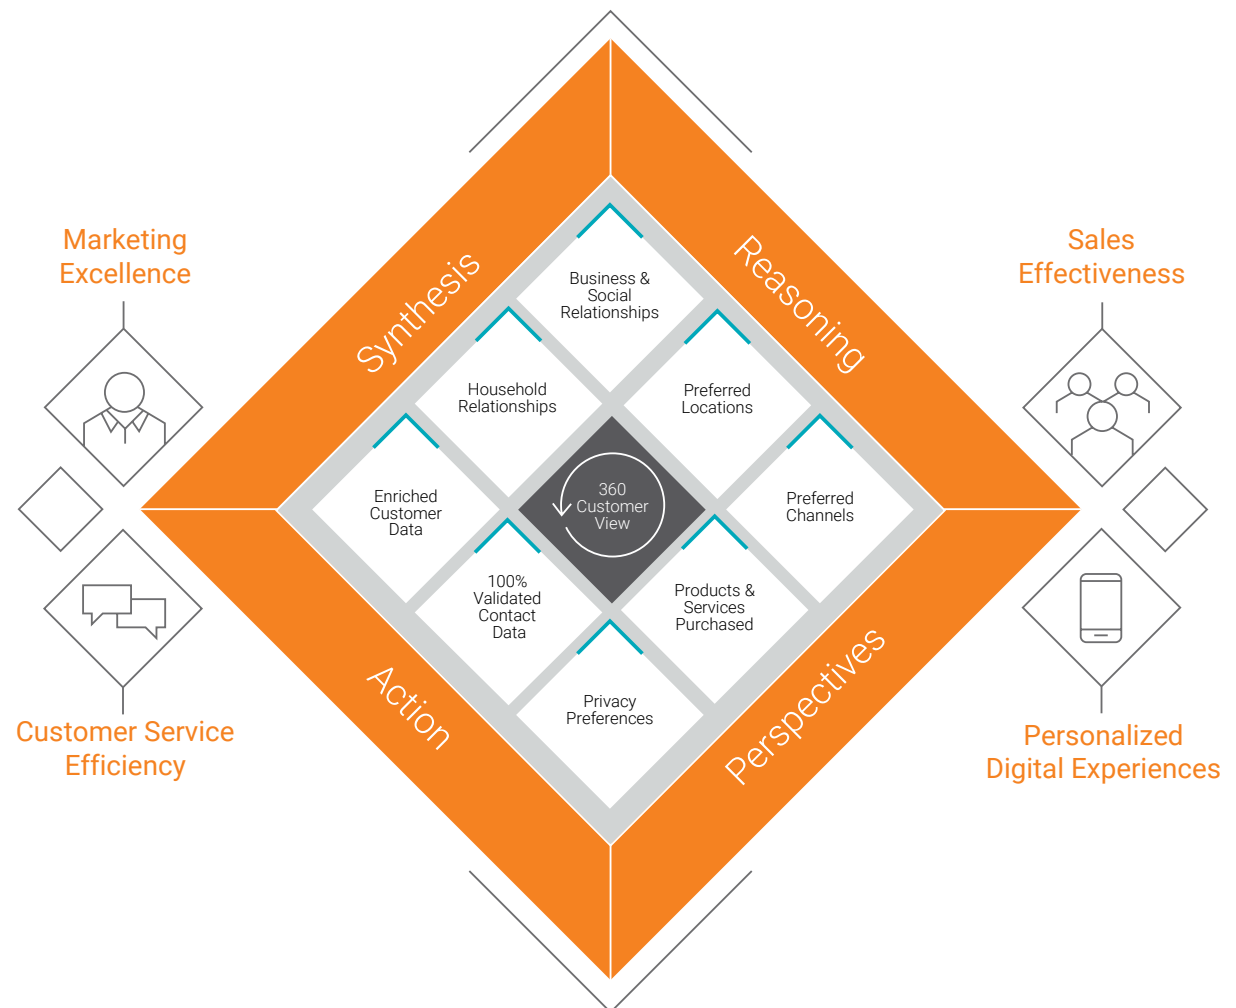 Marketing
Excellence
Sales
Effectiveness
Synthesis
Reasoning
Business &
Social
Relationships
Household
Relationships
Preferred
Locations
Enriched
Customer
Data
360
Customer
View
Preferred
Channels
100%
Validated
Contact
Data
Products &
Services
Purchased
Privacy
Preferences
Action
Perspectives
Customer Service
Efficiency
Personalized
Digital Experiences